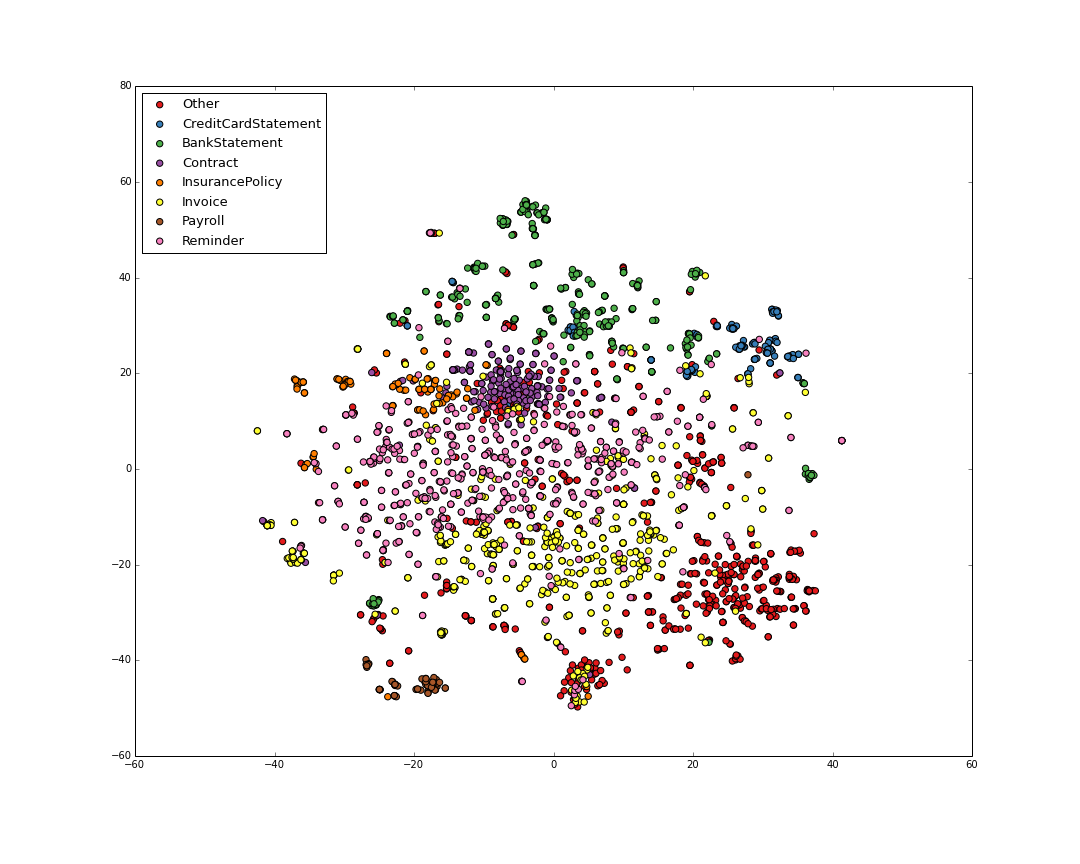 80
60
40
20
0
−20
−40
−60
−60
−40
−20
0
20
40
60
Other
CreditCardStatement
BankStatement
Contract
InsurancePolicy
Invoice
Payroll
Reminder